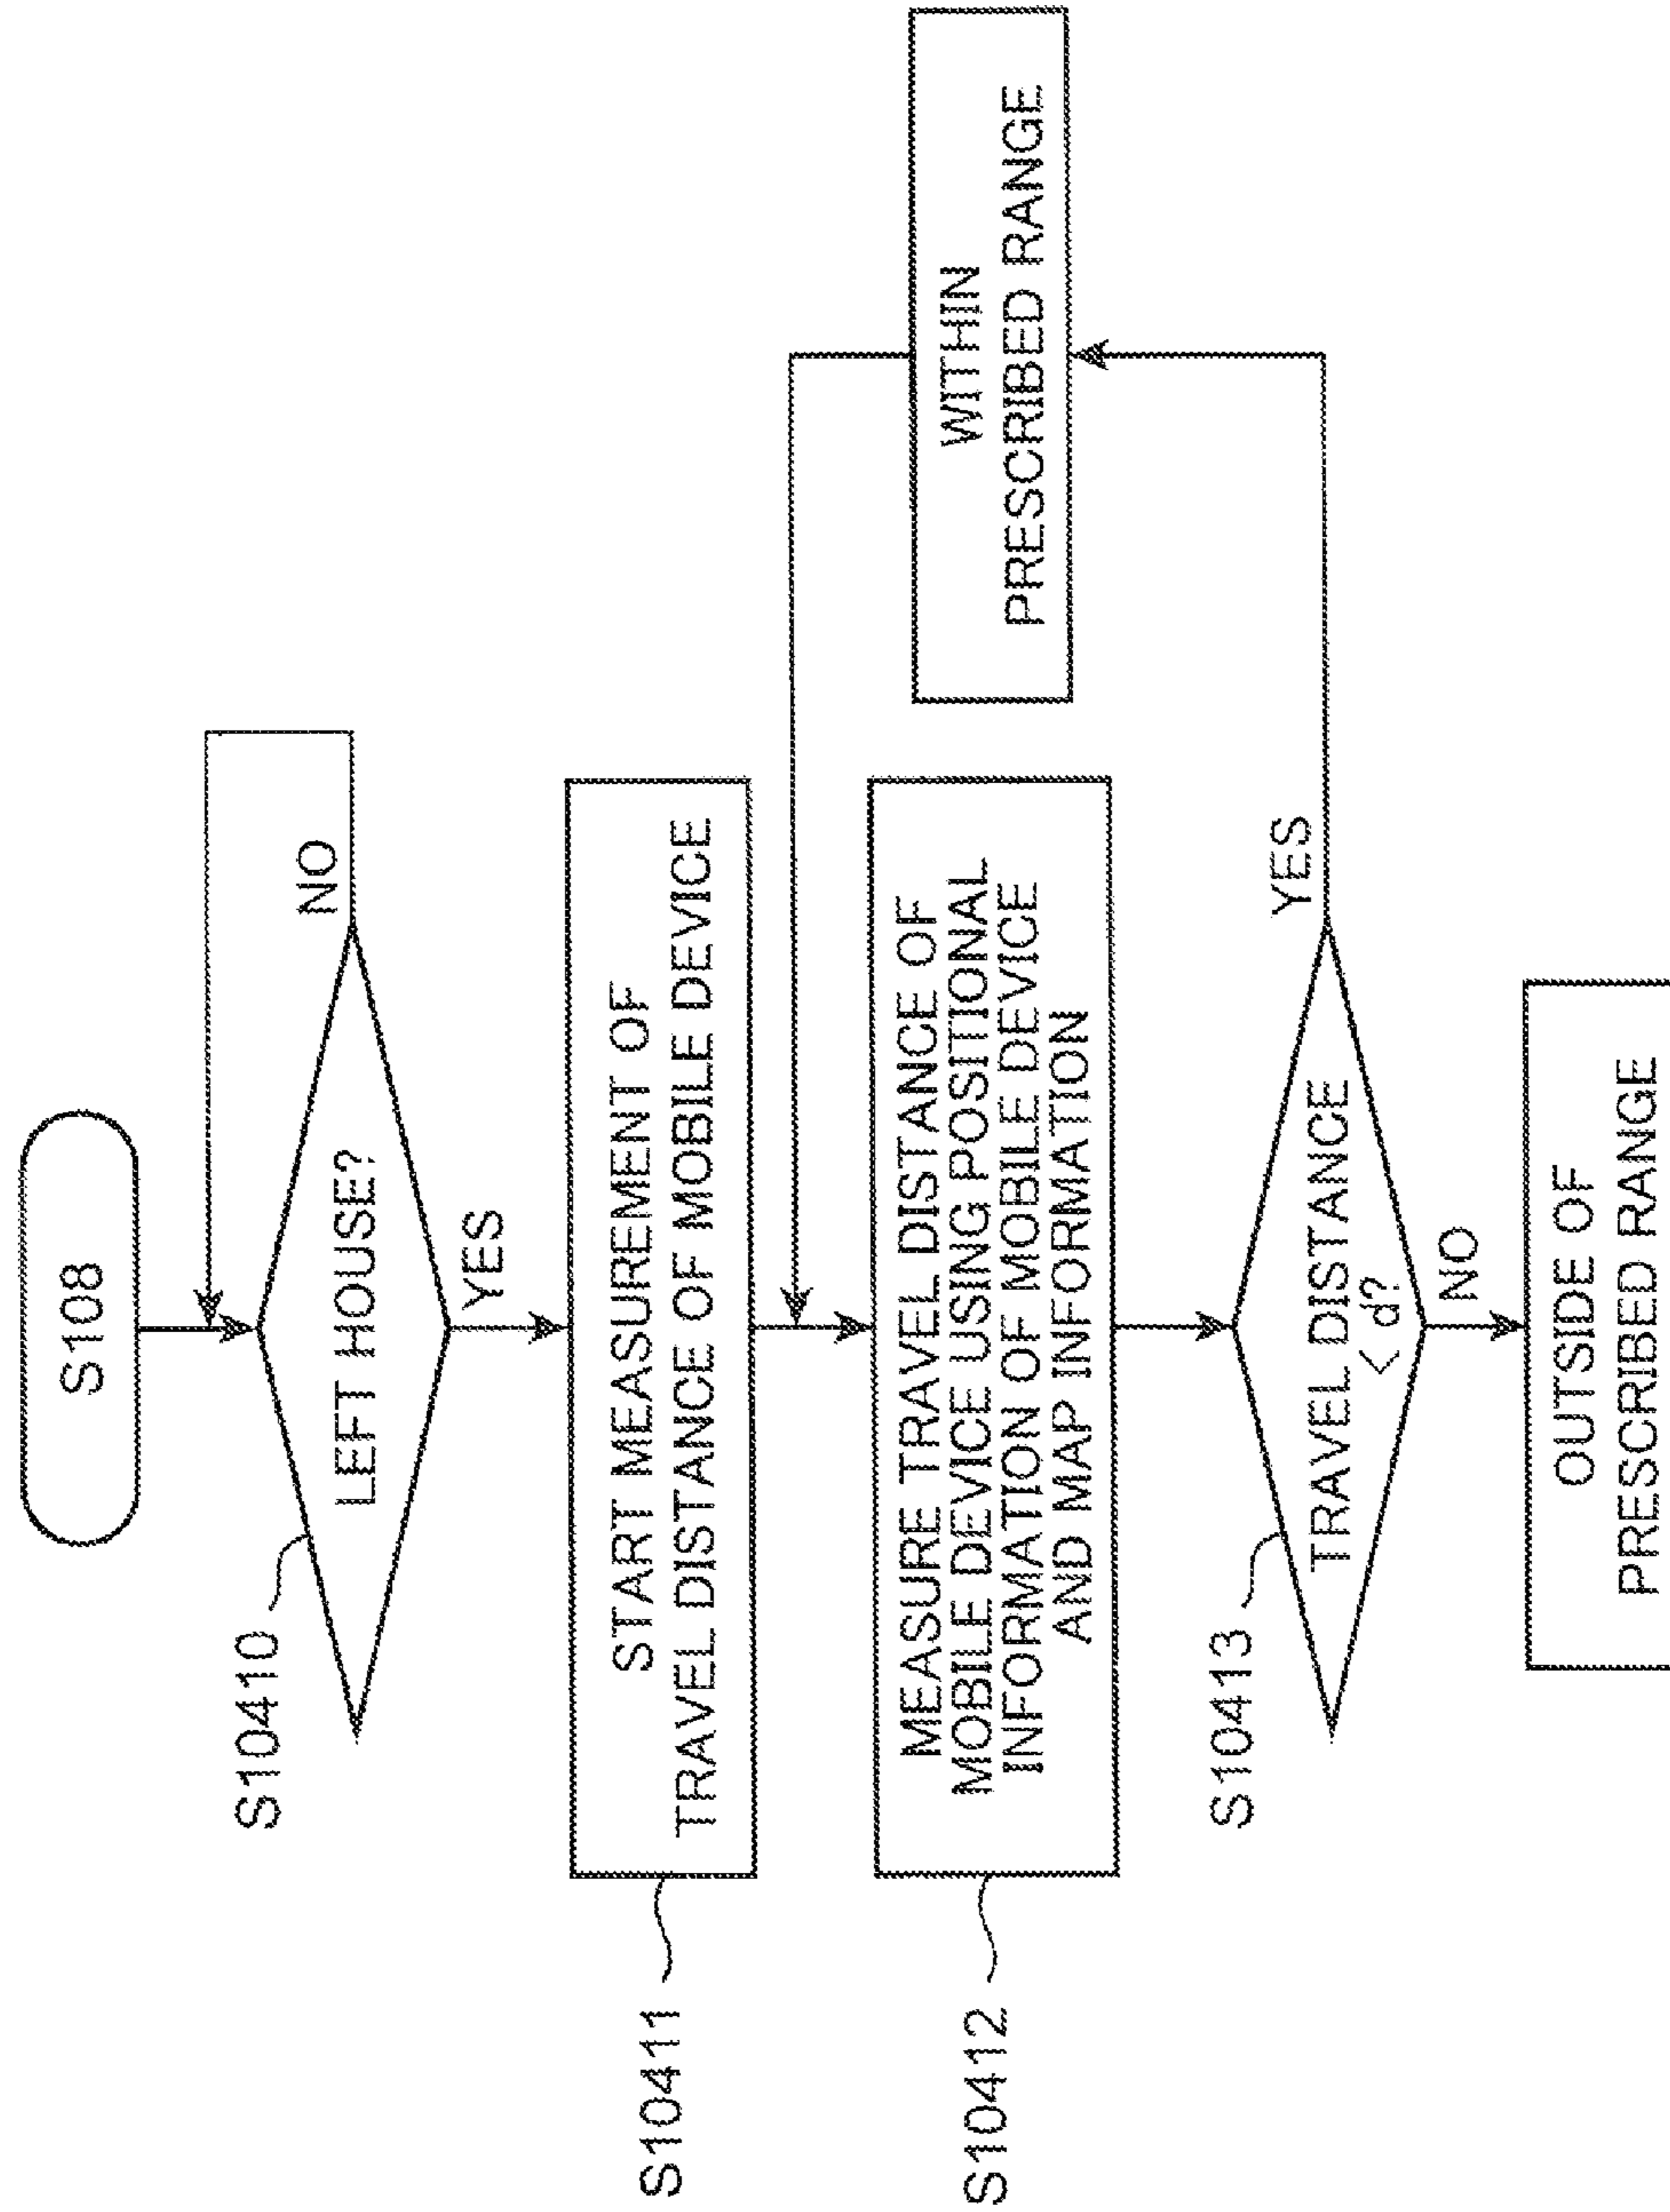 S108
S10410
LEFT HOUSE?
NO
YES
S10411
START MEASUREMENT OF
TRAVEL DISTANCE OF MOBILE DEVICE
S10412
MEASURE TRAVEL DISTANCE OF
MOBILE DEVICE USING POSITIONAL
INFORMATION OF MOBILE DEVICE
AND MAP INFORMATION
WITHIN
PRESCRIBED RANGE
S10413
TRAVEL DISTANCE
< d?
YES
NO
OUTSIDE OF
PRESCRIBED RANGE